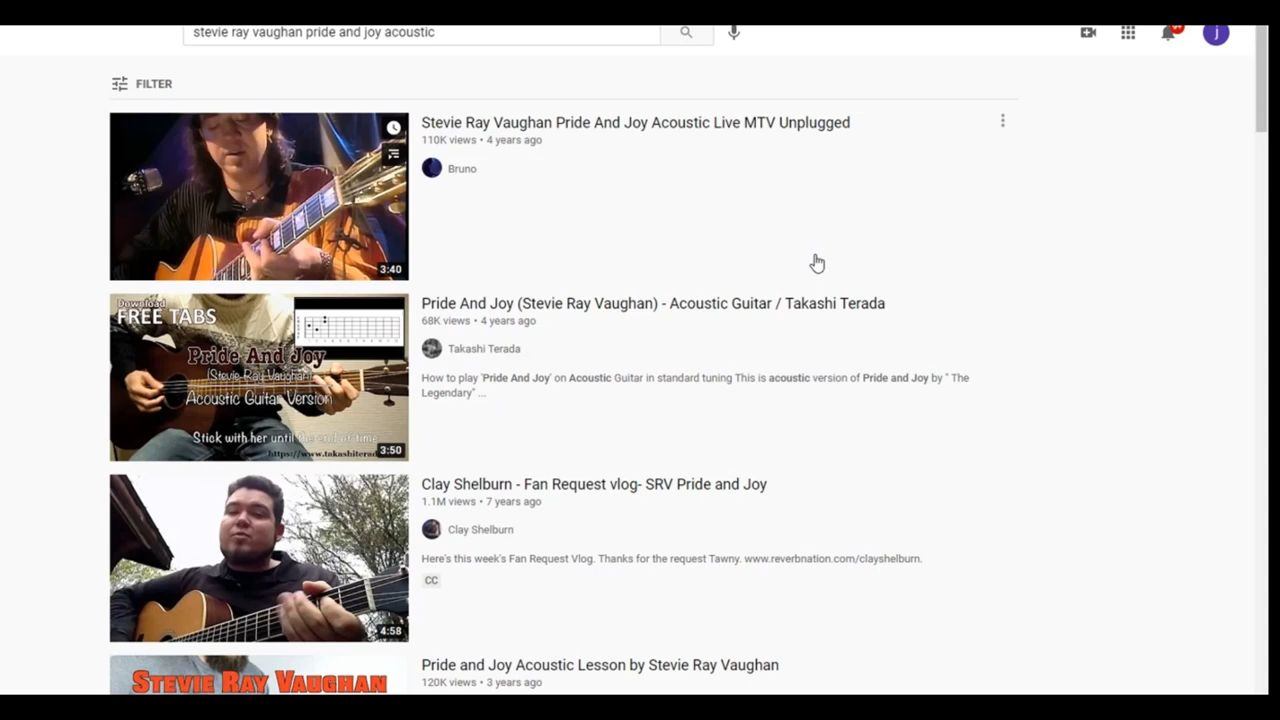 stevie ray vaughan pride and joy acoustic
j
FILTER
Stevie Ray Vaughan Pride And Joy Acoustic Live MTV Unplugged
110K views • 4 years ago
Bruno
3:40
Download
FREE TABS
Pride And Joy
(Stevie Ray Vaughan)
Acoustic Guitar Version
Stick with her until the end of time
https://www.takashiterad
3:50
Pride And Joy (Stevie Ray Vaughan) - Acoustic Guitar / Takashi Terada
68K views • 4 years ago
Takashi Terada
How to play 'Pride And Joy' on Acoustic Guitar in standard tuning This is acoustic version of Pride and Joy by " The
Legendary" ...
4:58
Clay Shelburn - Fan Request vlog- SRV Pride and Joy
1.1M views • 7 years ago
Clay Shelburn
Here's this week's Fan Request Vlog. Thanks for the request Tawny. www.reverbnation.com/clayshelburn.
CC
STEVIE RAY VAUGHAN
Pride and Joy Acoustic Lesson by Stevie Ray Vaughan
120K views • 3 years ago